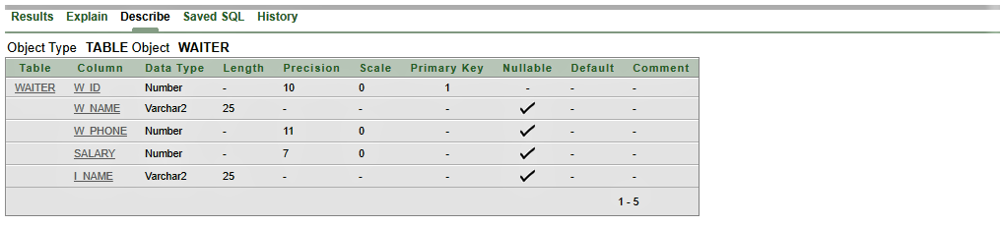 Results Explain Describe Saved SQL History
Object Type TABLE Object WAITER
Table Column Data Type Length Precision Scale Primary Key Nullable Default Comment
WAITER W_ID Number - 10 0 1 - - -
W_NAME Varchar2 25 - - - ✓ - -
W_PHONE Number - 11 0 - ✓ - -
SALARY Number - 7 0 - ✓ - -
I_NAME Varchar2 25 - - - ✓ - -
1 - 5